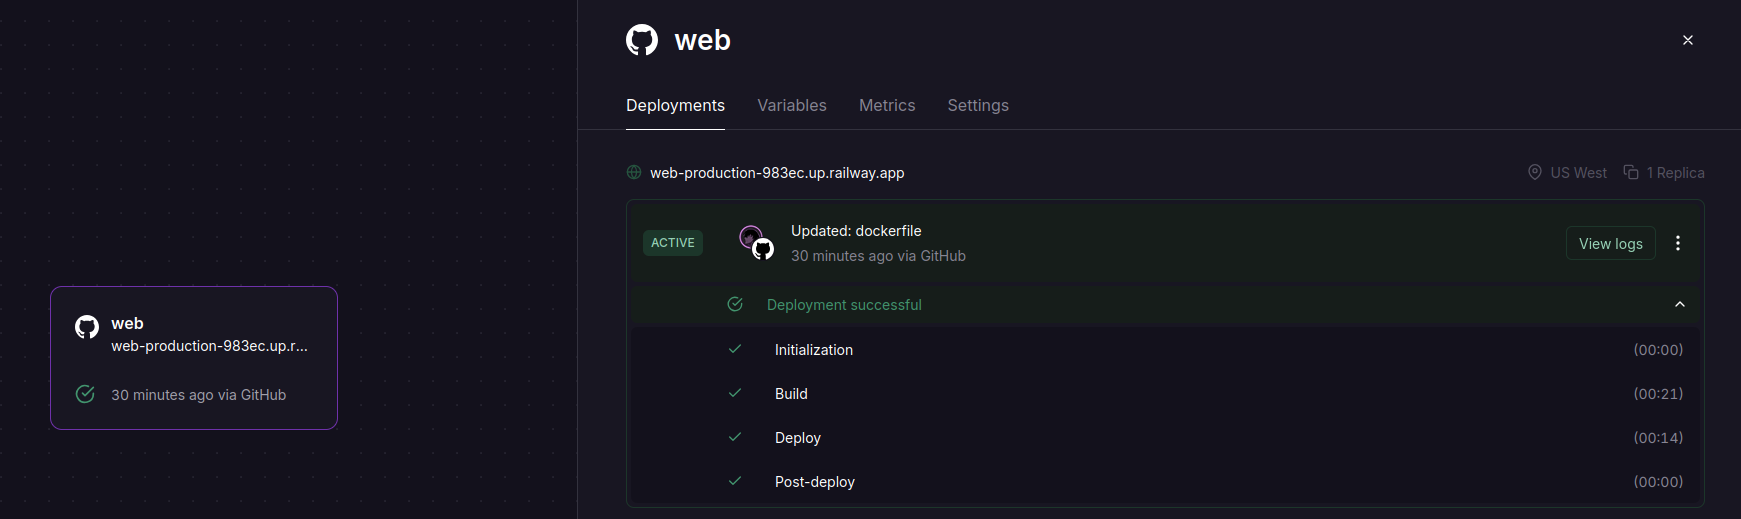 web
web-production-983ec.up.r...
30 minutes ago via GitHub
web
Deployments Variables Metrics Settings
web-production-983ec.up.railway.app US West 1 Replica
ACTIVE
Updated: dockerfile
30 minutes ago via GitHub
View logs
Deployment successful
Initialization (00:00)
Build (00:21)
Deploy (00:14)
Post-deploy (00:00)